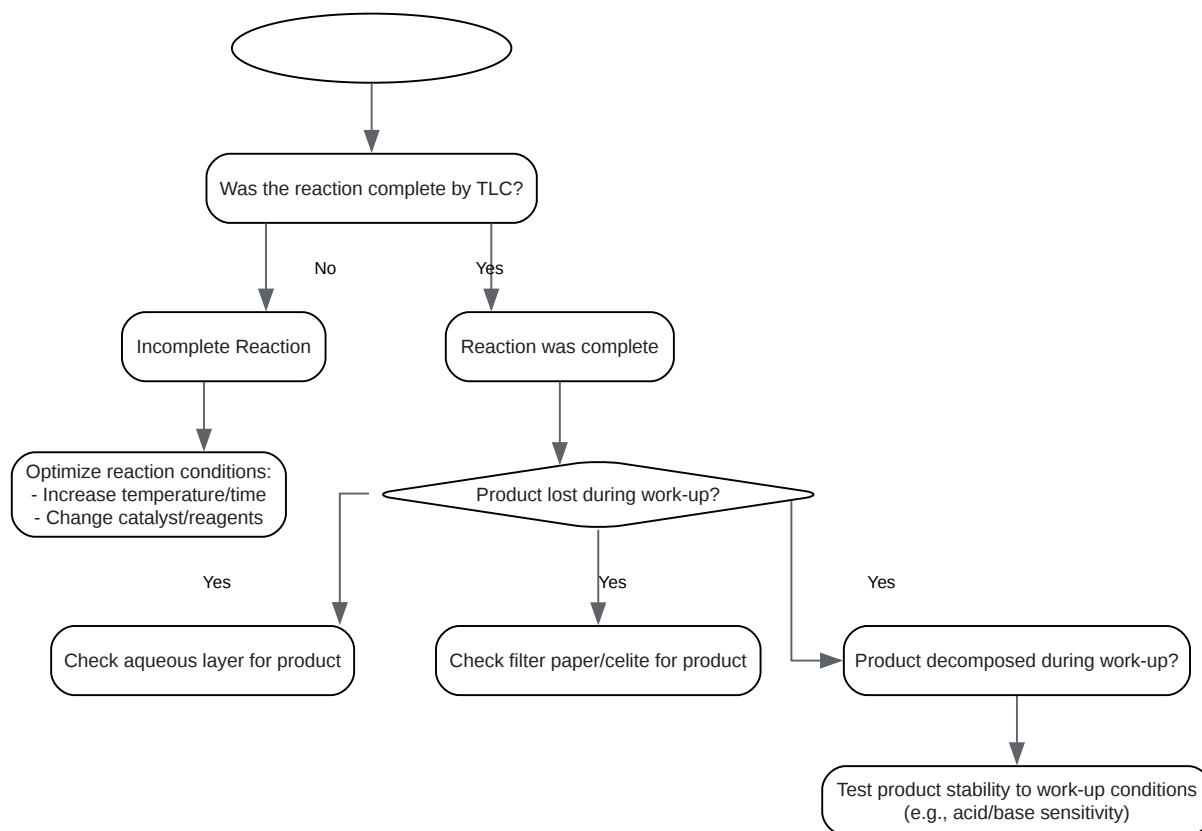 Was the reaction complete by TLC?
No
Yes
Incomplete Reaction
Reaction was complete
Optimize reaction conditions:
- Increase temperature/time
- Change catalyst/reagents
Product lost during work-up?
Yes
Yes
Yes
Check aqueous layer for product
Check filter paper/celite for product
Product decomposed during work-up?
Test product stability to work-up conditions
(e.g., acid/base sensitivity)